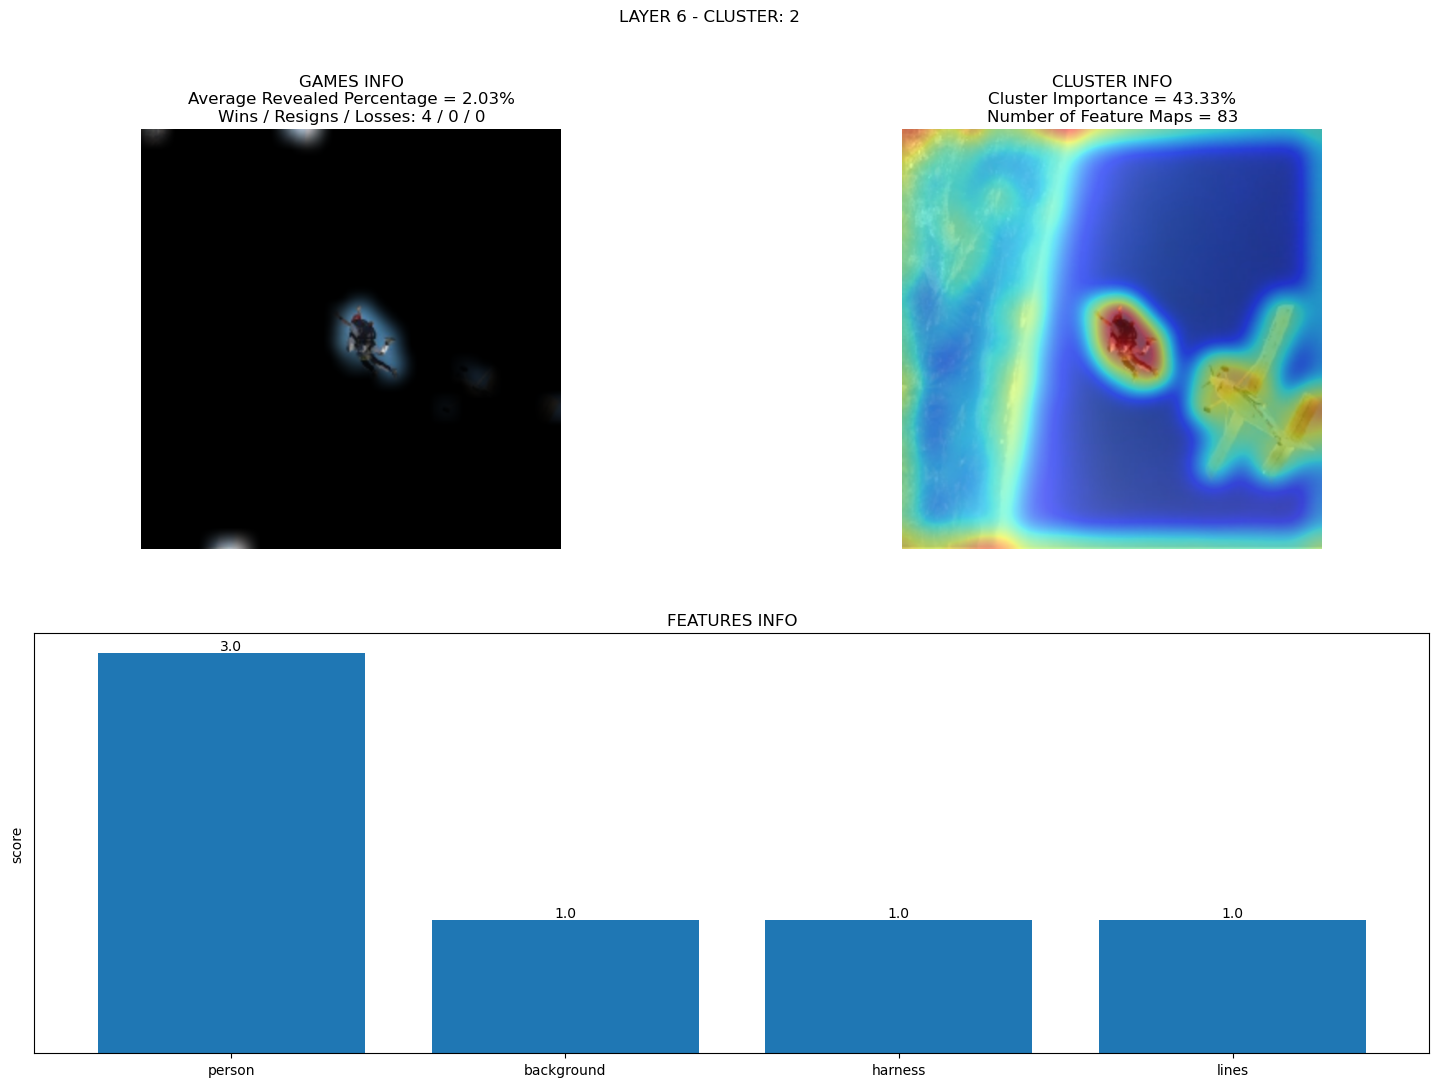 LAYER 6 - CLUSTER: 2
GAMES INFO
Average Revealed Percentage = 2.03%
Wins / Resigns / Losses: 4 / 0 / 0
CLUSTER INFO
Cluster Importance = 43.33%
Number of Feature Maps = 83
FEATURES INFO
score
3.0
1.0
1.0
1.0
person
background
harness
lines